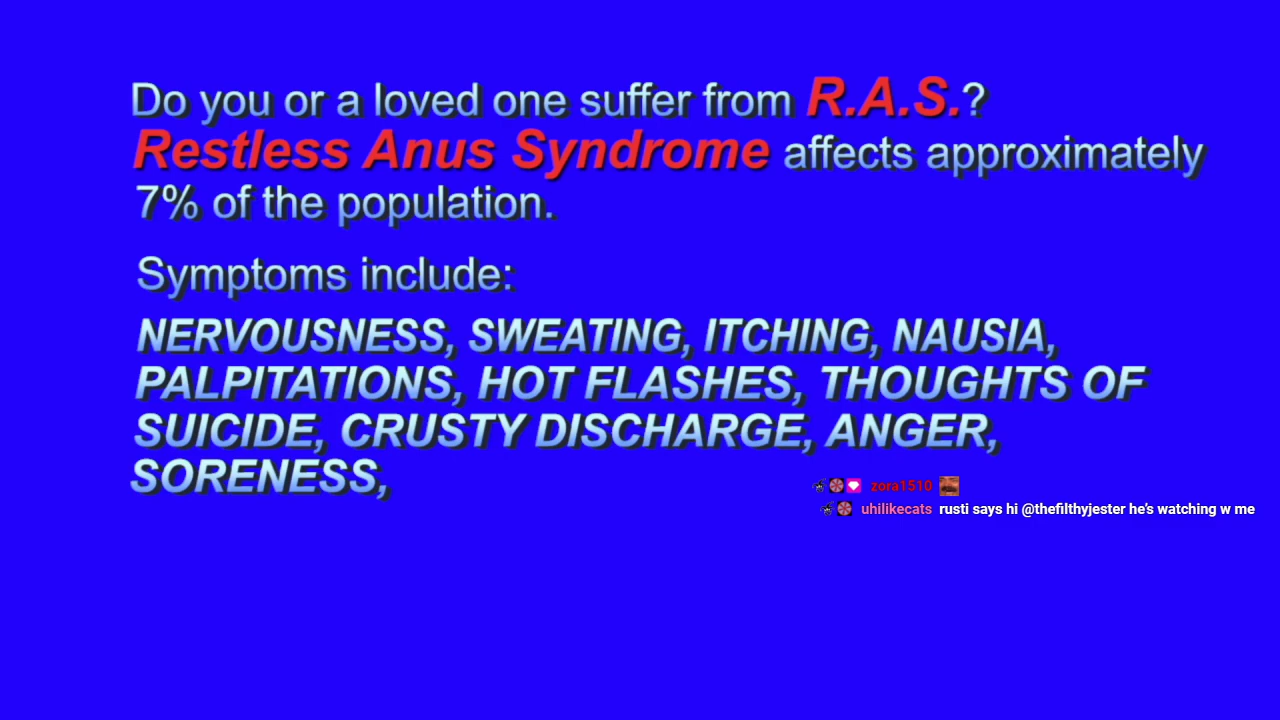 Do you or a loved one suffer from R.A.S.?
Restless Anus Syndrome affects approximately
7% of the population.
Symptoms include:
NERVOUSNESS, SWEATING, ITCHING, NAUSIA,
PALPITATIONS, HOT FLASHES, THOUGHTS OF
SUICIDE, CRUSTY DISCHARGE, ANGER,
SORENESS,
zora1510
uhilikecats rusti says hi @thefilthyjester he's watching w me